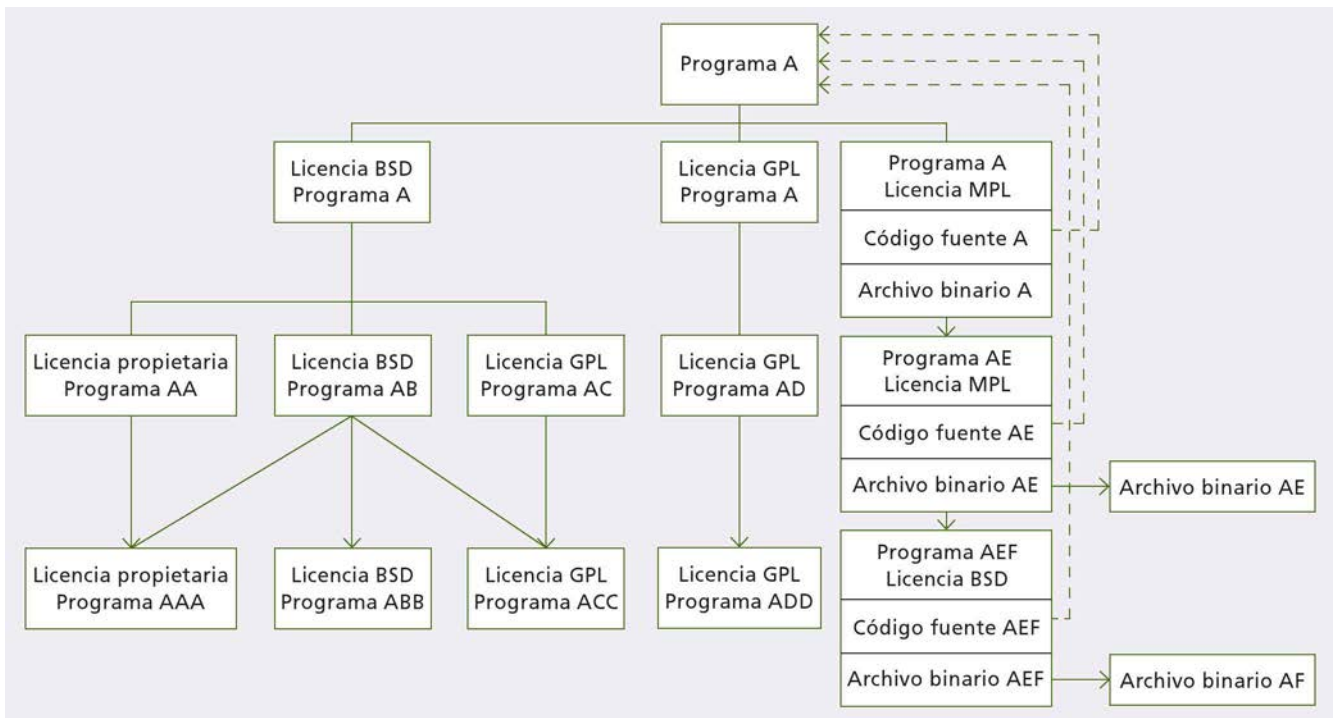 Programa A
Licencia BSD
Programa A
Licencia GPL
Programa A
Programa A
Licencia MPL
Código fuente A
Archivo binario A
Licencia propietaria
Programa AA
Licencia BSD
Programa AB
Licencia GPL
Programa AC
Licencia GPL
Programa AD
Programa AE
Licencia MPL
Código fuente AE
Archivo binario AE
Archivo binario AE
Licencia propietaria
Programa AAA
Licencia BSD
Programa ABB
Licencia GPL
Programa ACC
Licencia GPL
Programa ADD
Programa AEF
Licencia BSD
Código fuente AEF
Archivo binario AEF
Archivo binario AF